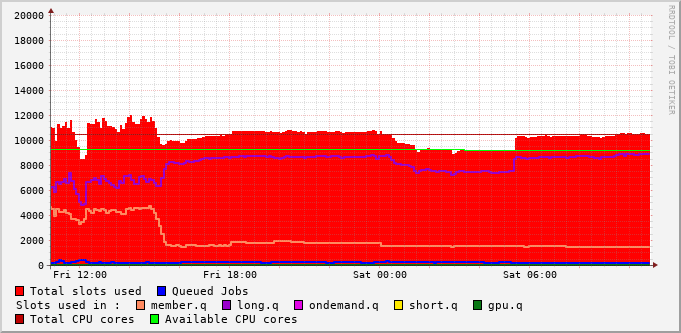 RRDTOOL / TOBI OETIKER
20000
18000
16000
14000
12000
10000
8000
6000
4000
2000
0
Fri 12:00 Fri 18:00 Sat 00:00 Sat 06:00
Total slots used Queued Jobs
Slots used in : member.q long.q ondemand.q short.q gpu.q
Total CPU cores Available CPU cores